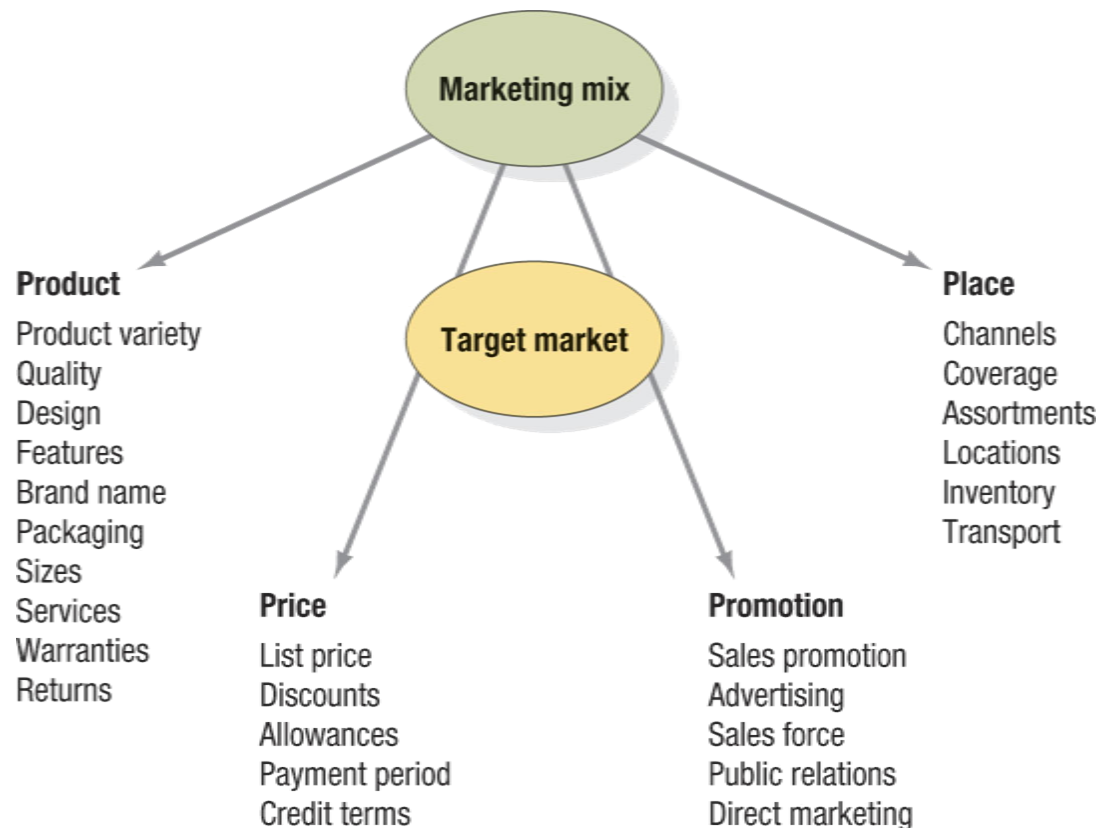 Marketing mix
Target market
Product
Product variety
Quality
Design
Features
Brand name
Packaging
Sizes
Services
Warranties
Returns
Price
List price
Discounts
Allowances
Payment period
Credit terms
Promotion
Sales promotion
Advertising
Sales force
Public relations
Direct marketing
Place
Channels
Coverage
Assortments
Locations
Inventory
Transport